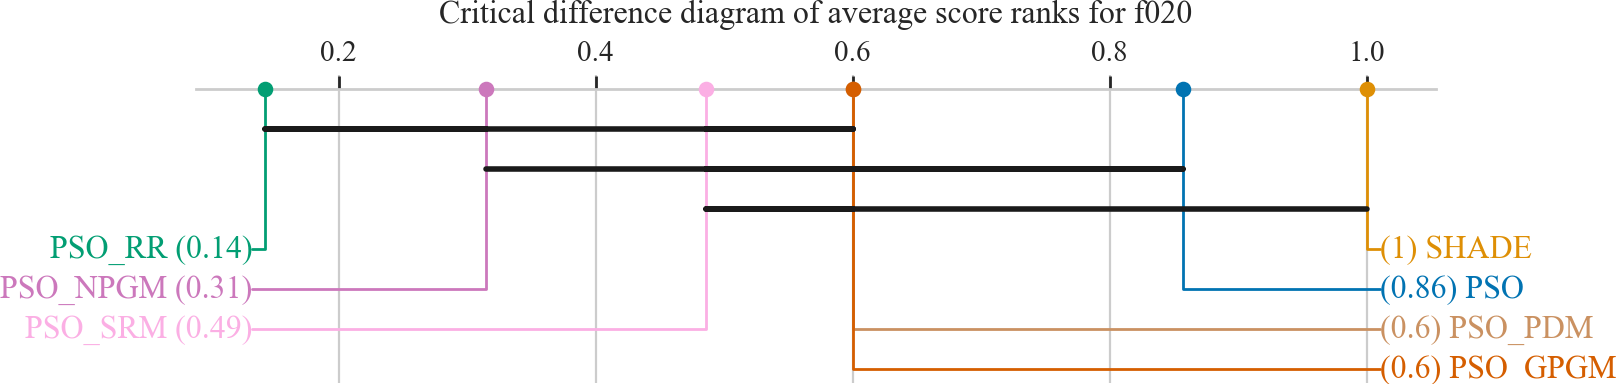 Critical difference diagram of average score ranks for f020
0.2 0.4 0.6 0.8 1.0
PSO_RR (0.14) (1) SHADE
PSO_NPGM (0.31) (0.86) PSO
PSO_SRM (0.49) (0.6) PSO_PDM
(0.6) PSO_GPGM